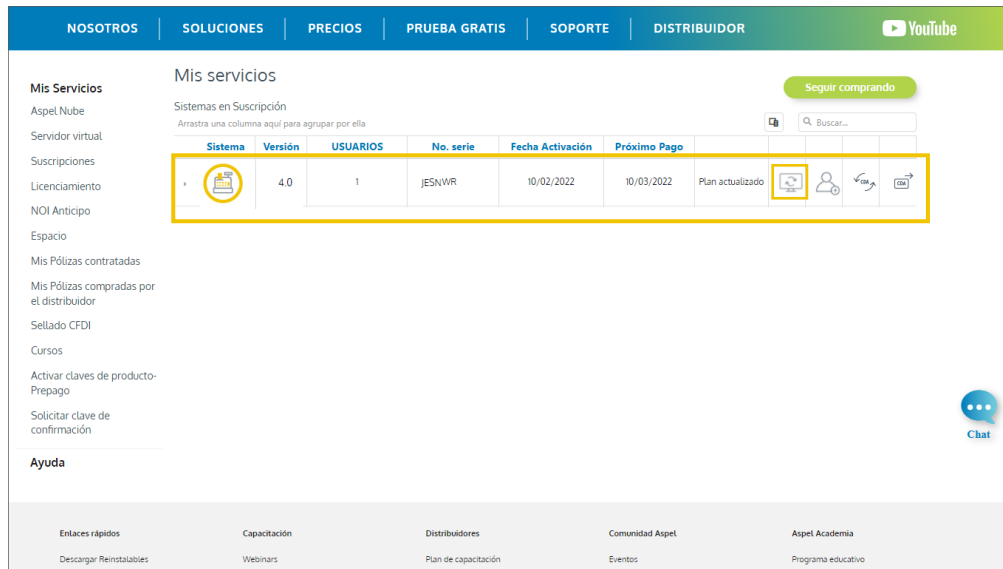 NOSOTROS SOLUCIONES PRECIOS PRUEBA GRATIS SOPORTE DISTRIBUIDOR YouTube
Mis servicios
Seguir comprando
Mis Servicios
Aspel Nube
Servidor virtual
Suscripciones
Licenciamiento
NOI Anticipo
Espacio
Mis Pólizas contratadas
Mis Pólizas compradas por
el distribuidor
Sellado CFDI
Cursos
Activar claves de producto-
Prepago
Solicitar clave de
confirmación
Ayuda
Sistemas en Suscripción
Arrastra una columna aquí para agrupar por ella
Buscar...
Sistema Versión USUARIOS No. serie Fecha Activación Próximo Pago
4.0 1 JESNWR 10/02/2022 10/03/2022 Plan actualizado CDA CDA
Chat
Enlaces rápidos Capacitación Distribuidores Comunidad Aspel Aspel Academia
Descargar Reinstalables Webinars Plan de capacitación Eventos Programa educativo